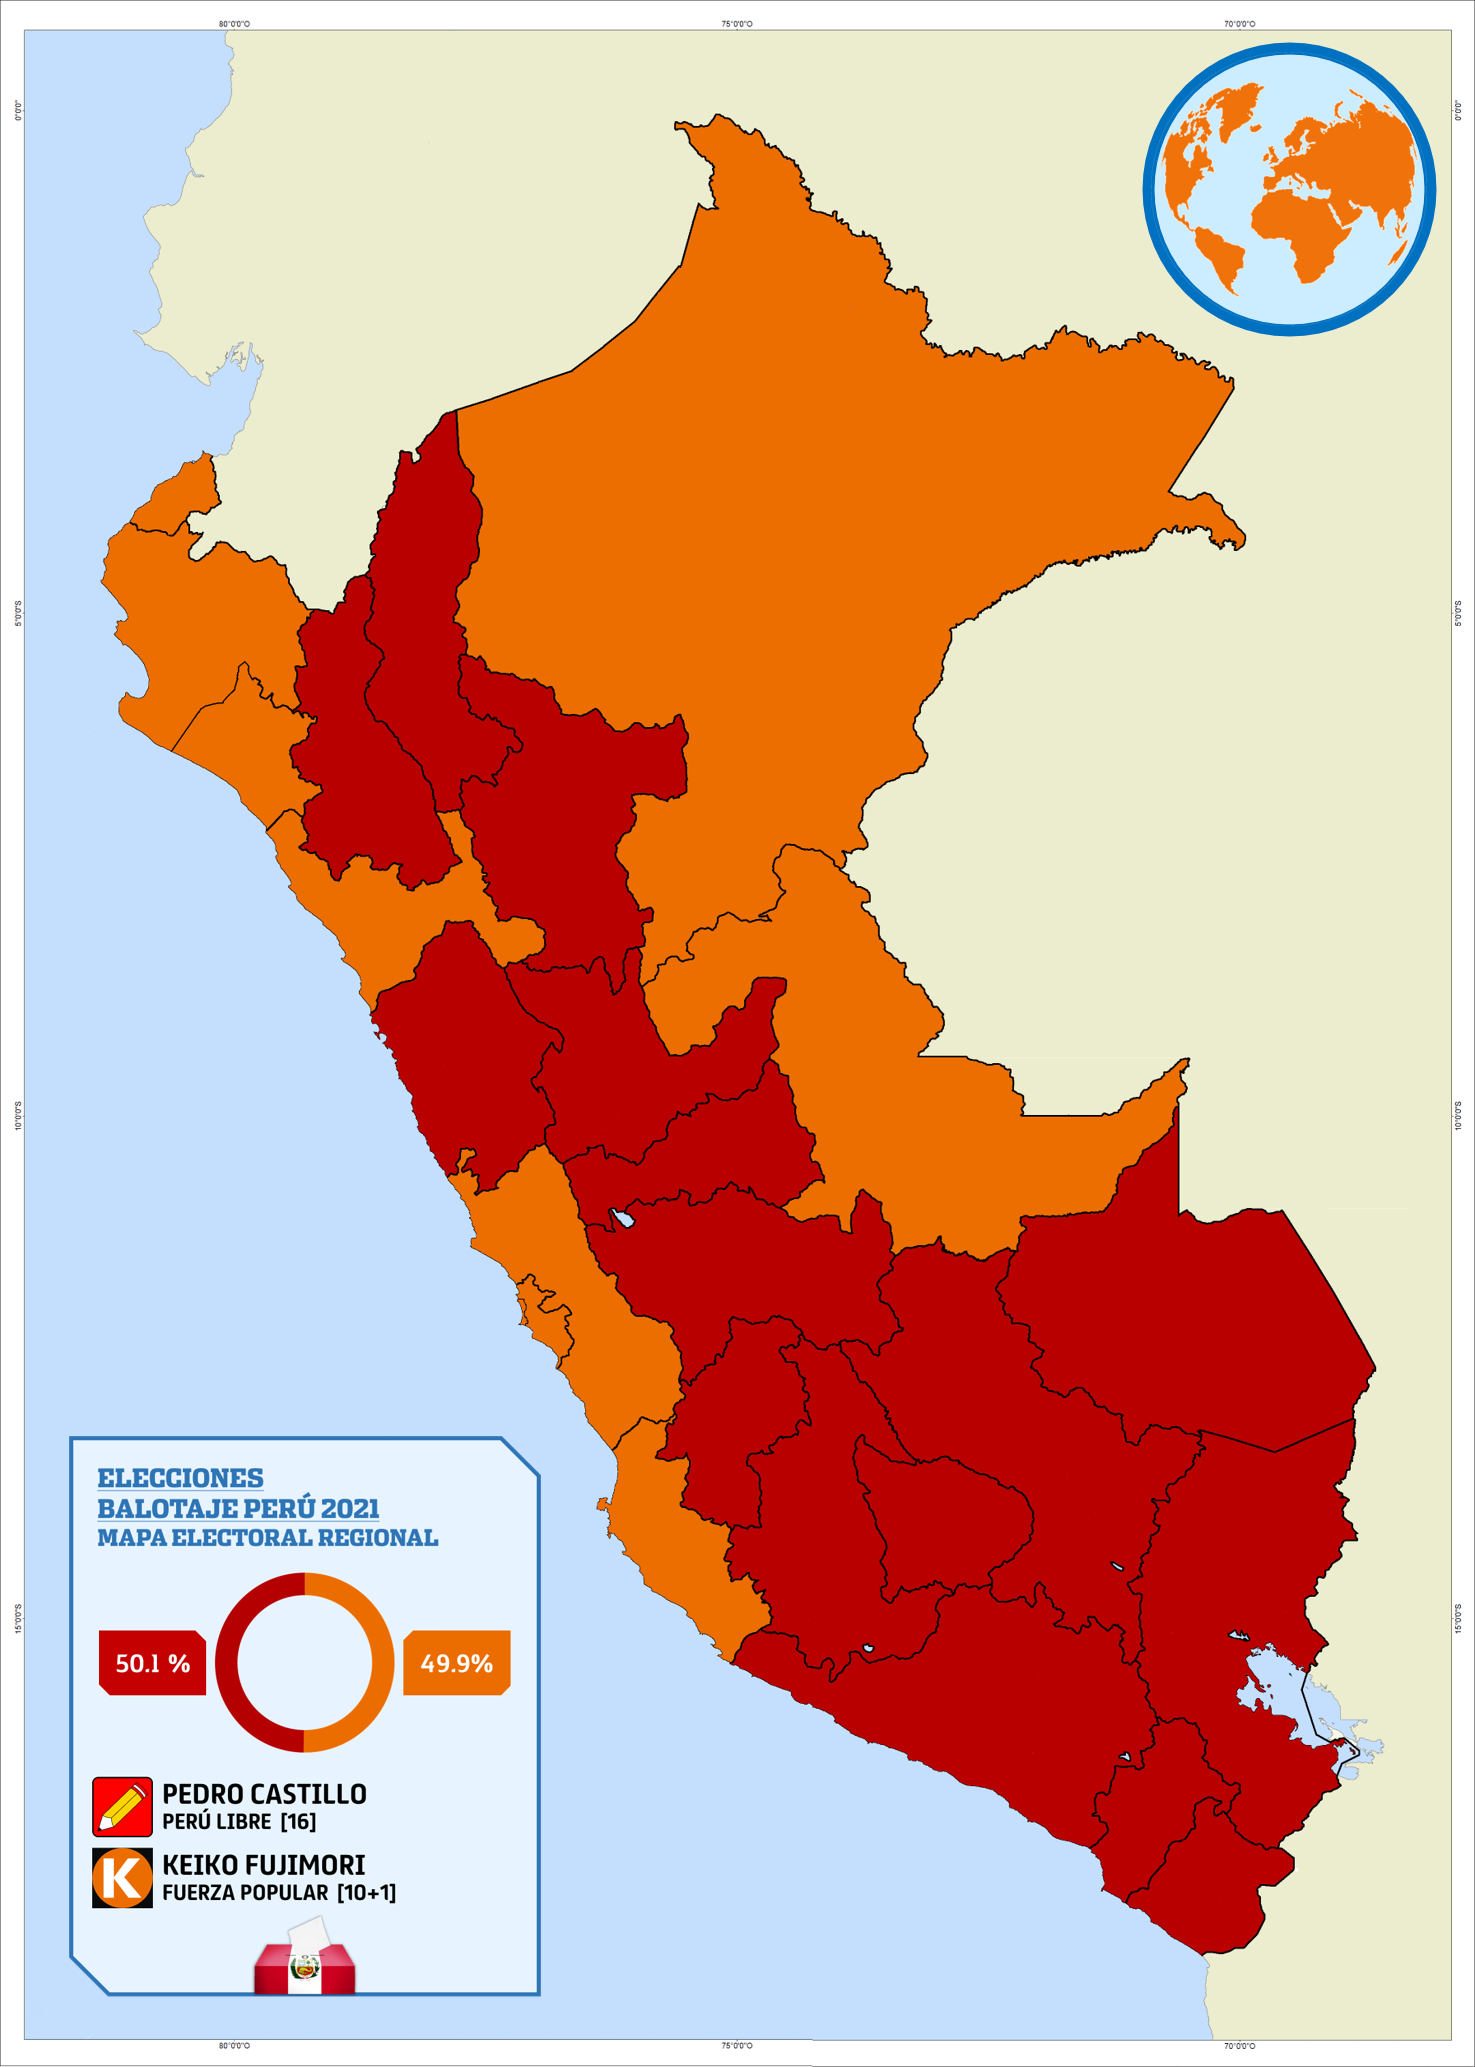 80°0'0"O 75°0'0"O 70°0'0"O
0°0'0" 0°0'0"
5°0'0"S 5°0'0"S
10°0'0"S 10°0'0"S
15°0'0"S 15°0'0"S
ELECCIONES
BALOTAJE PERÚ 2021
MAPA ELECTORAL REGIONAL
50.1 % 49.9%
PEDRO CASTILLO
PERÚ LIBRE [16]
K
KEIKO FUJIMORI
FUERZA POPULAR [10+1]
80°0'0"O 75°0'0"O 70°0'0"O